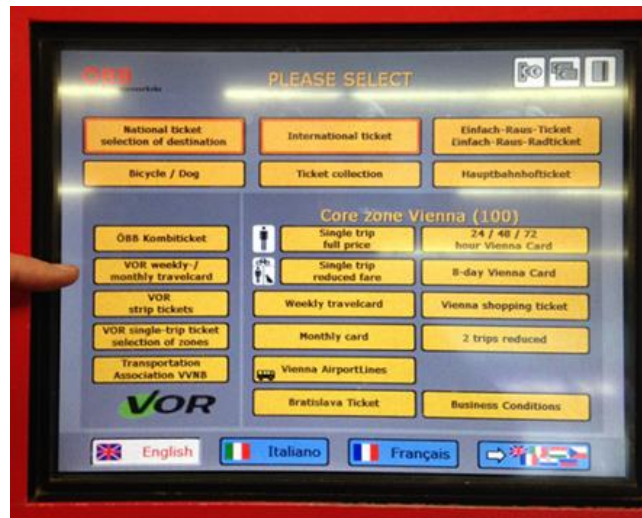 ÖBB
PLEASE SELECT
National ticket
selection of destination
International ticket
Einfach-Raus-Ticket
Einfach-Raus-Radticket
Bicycle / Dog
Ticket collection
Hauptbahnhofticket
Core zone Vienna (100)
ÖBB Kombiticket
Single trip
full price
24 / 48 / 72
hour Vienna Card
VOR weekly-/
monthly travelcard
Single trip
reduced fare
8-day Vienna Card
VOR
strip tickets
Weekly travelcard
Vienna shopping ticket
VOR single-trip ticket
selection of zones
Monthly card
2 trips reduced
Transportation
Association VVNB
Vienna AirportLines
VOR
Bratislava Ticket
Business Conditions
English
Italiano
Français